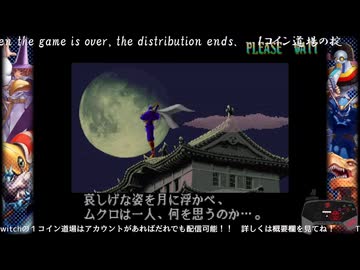 en the game is over, the distribution ends.　1コイン道場の掟
PLEASE WAIT
哀しげな姿を月に浮かべ、
ムクロは一人、何を思うのか…。
witchの１コイン道場はアカウントがあればだれでも配信可能！！　詳しくは概要欄を見てね！　T